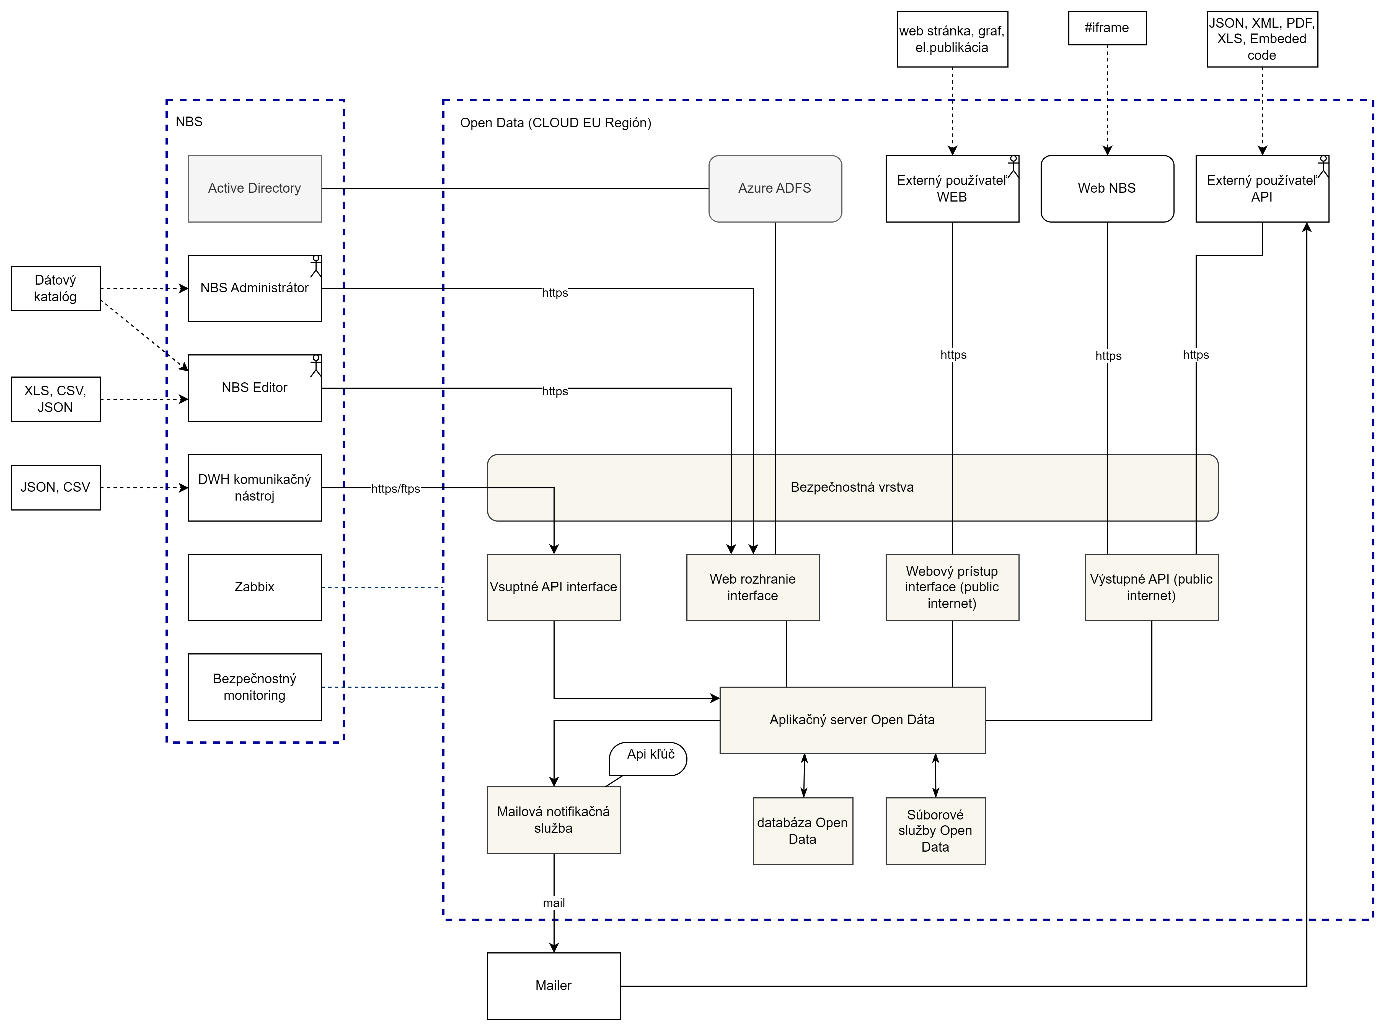 web stránka, graf,
el.publikácia
#iframe
JSON, XML, PDF,
XLS, Embeded
code
NBS
Open Data (CLOUD EU Región)
Active Directory
Azure ADFS
Externý používateľ
WEB
Web NBS
Externý používateľ
API
Dátový
katalóg
NBS Administrátor
https
https
https
https
XLS, CSV,
JSON
NBS Editor
https
JSON, CSV
DWH komunikačný
nástroj
https/ftps
Bezpečnostná vrstva
Zabbix
Vsuptné API interface
Web rozhranie
interface
Webový prístup
interface (public
internet)
Výstupné API (public
internet)
Bezpečnostný
monitoring
Aplikačný server Open Dáta
Api kľúč
Mailová notifikačná
služba
databáza Open
Data
Súborové
služby Open
Data
mail
Mailer